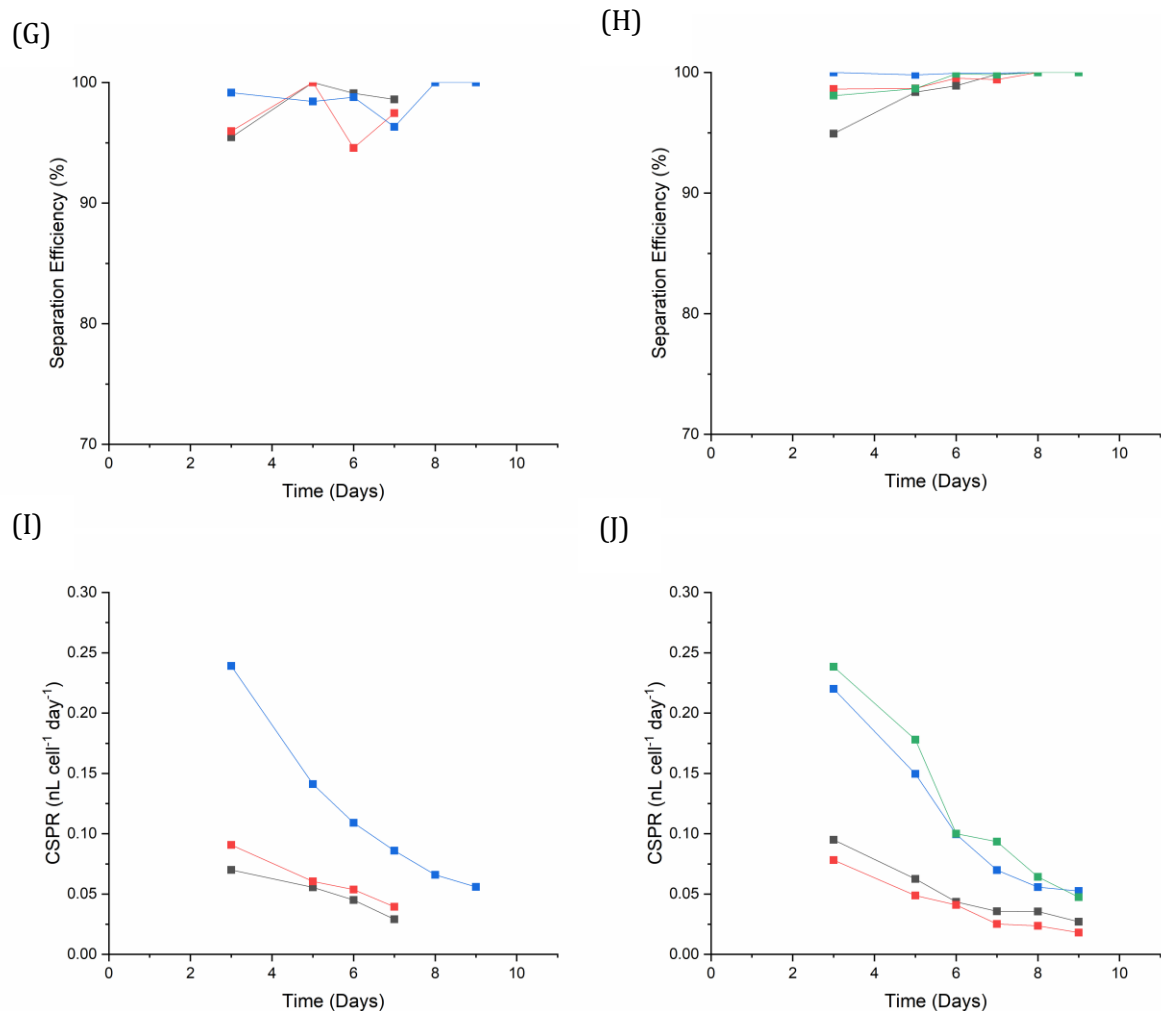 (G)
(H)
100
90
80
70
Separation Efficiency (%)
0 2 4 6 8 10
Time (Days)
100
90
80
70
Separation Efficiency (%)
0 2 4 6 8 10
Time (Days)
(I)
(J)
0.30
0.25
0.20
0.15
0.10
0.05
0.00
CSPR (nL cell⁻¹ day⁻¹)
0 2 4 6 8 10
Time (Days)
0.30
0.25
0.20
0.15
0.10
0.05
0.00
CSPR (nL cell⁻¹ day⁻¹)
0 2 4 6 8 10
Time (Days)